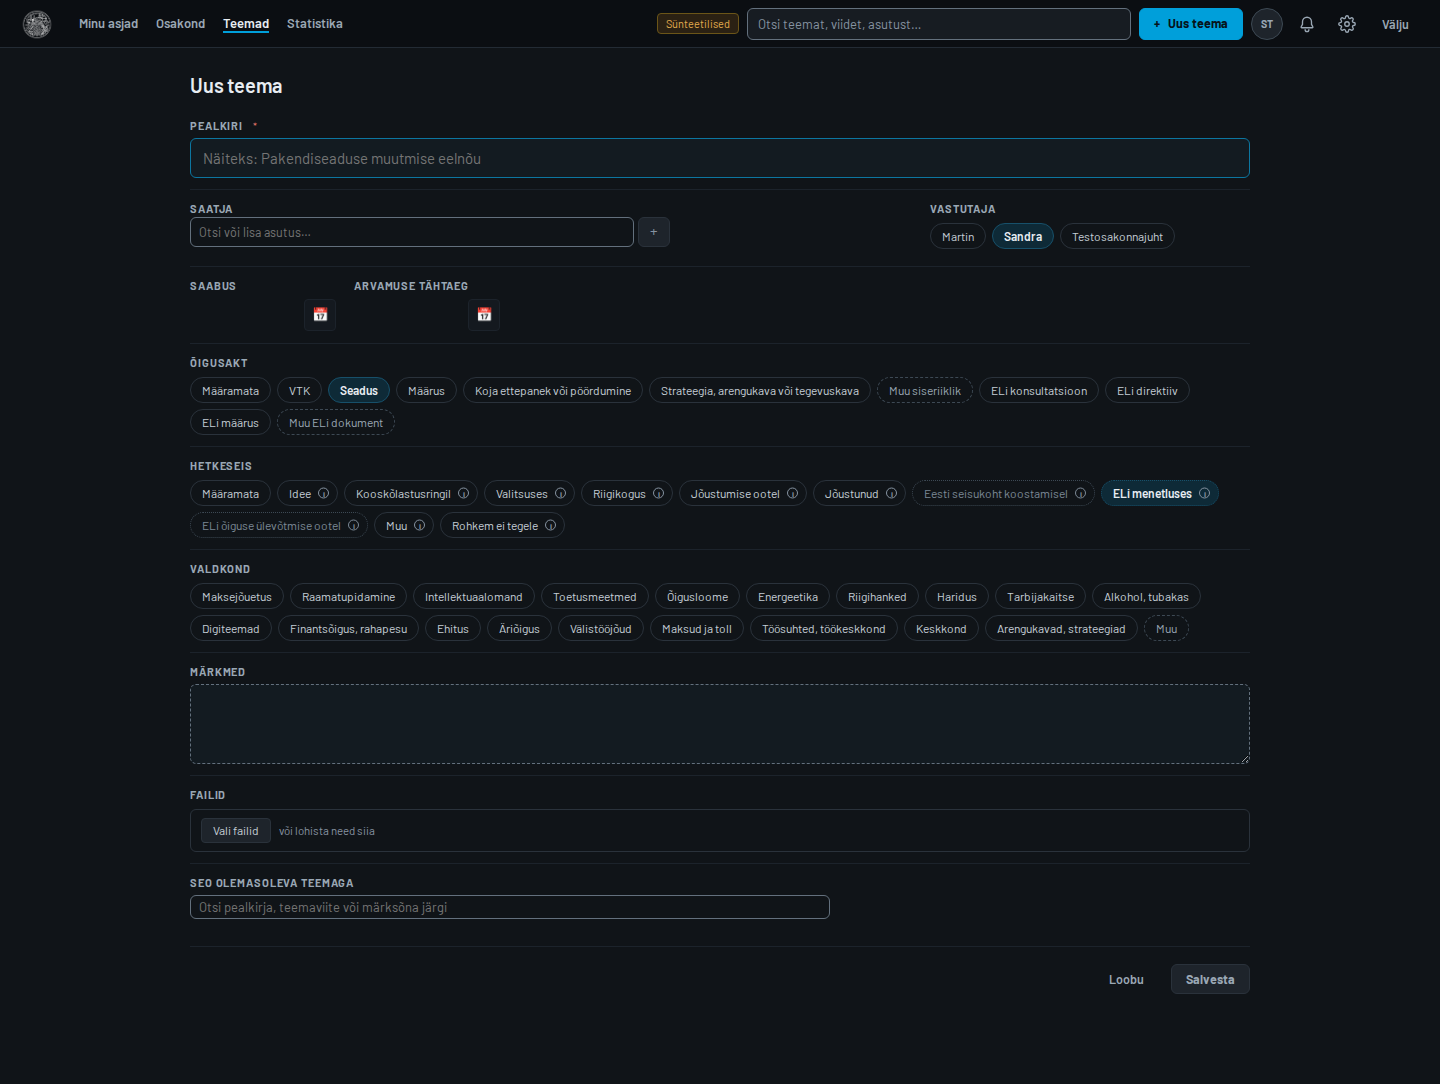 Minu asjad Osakond Teemad Statistika Sünteetilised Otsi teemat, viidet, asutust... + Uus teema ST Välju
Uus teema
PEALKIRI *
Näiteks: Pakendiseaduse muutmise eelnõu
SAATJA VASTUTAJA
Otsi või lisa asutus... + Martin Sandra Testosakonnajuht
SAABUS ARVAMUSE TÄHTAEG
ÕIGUSAKT
Määramata VTK Seadus Määrus Koja ettepanek või pöördumine Strateegia, arengukava või tegevuskava Muu siseriiklik ELi konsultatsioon ELi direktiiv
ELi määrus Muu ELi dokument
HETKESEIS
Määramata Idee Kooskõlastusringil Valitsuses Riigikogus Jõustumise ootel Jõustunud Eesti seisukoht koostamisel ELi menetluses
ELi õiguse ülevõtmise ootel Muu Rohkem ei tegele
VALDKOND
Maksejõuetus Raamatupidamine Intellektuaalomand Toetusmeetmed Õigusloome Energeetika Riigihanked Haridus Tarbijakaitse Alkohol, tubakas
Digiteemad Finantsõigus, rahapesu Ehitus Äriõigus Välistööjõud Maksud ja toll Töösuhted, töökeskkond Keskkond Arengukavad, strateegiad Muu
MÄRKMED
FAILID
Vali failid või lohista need siia
SEO OLEMASOLEVA TEEMAGA
Otsi pealkirja, teemaviite või märksõna järgi
Loobu Salvesta